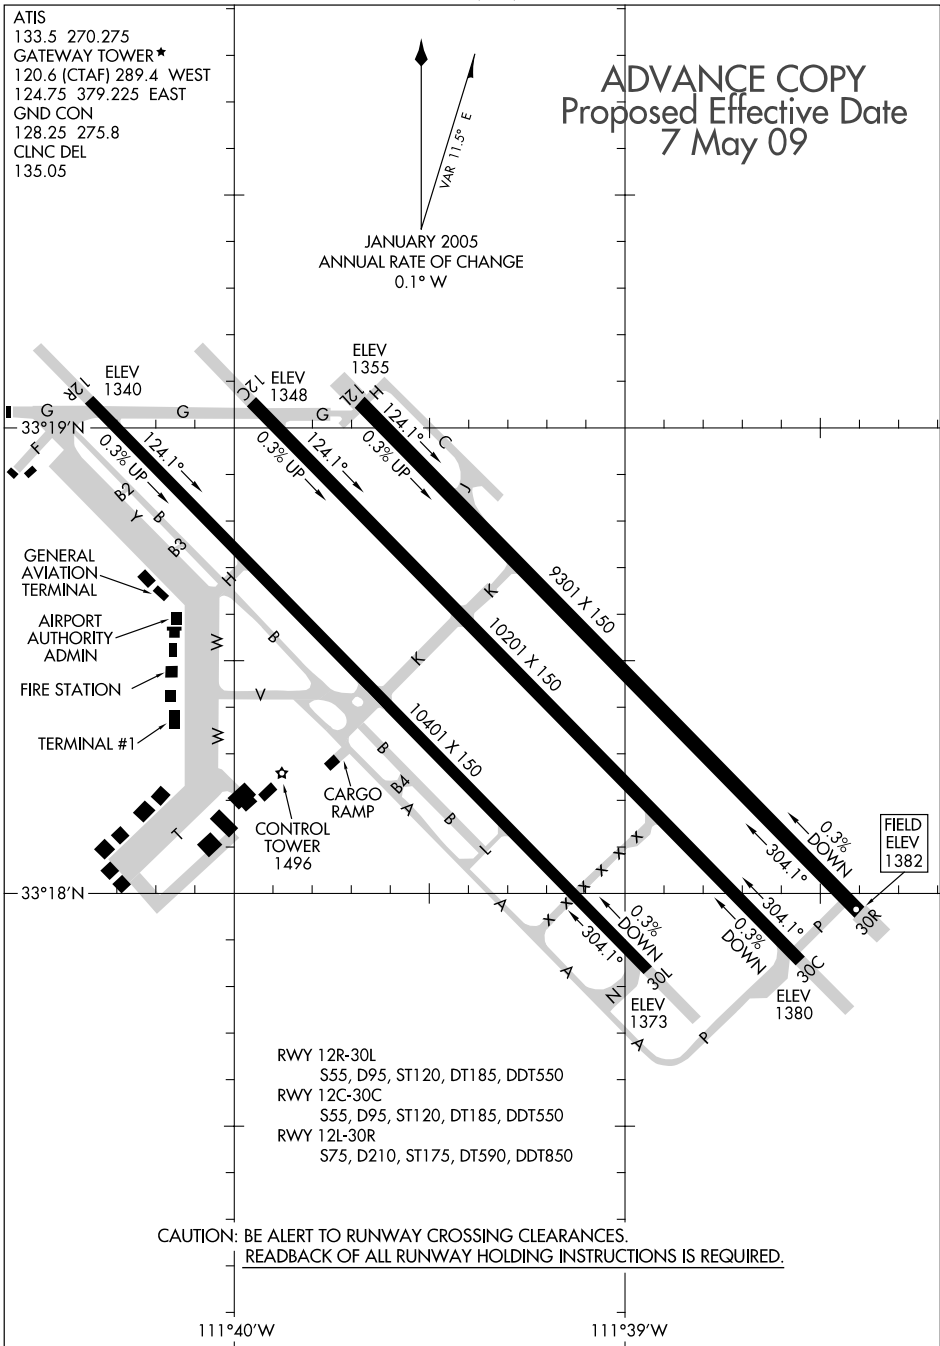 ATIS
133.5 270.275
GATEWAY TOWER★
120.6 (CTAF) 289.4 WEST
124.75 379.225 EAST
GND CON
128.25 275.8
CLNC DEL
135.05
VAR 11.5° E
JANUARY 2005
ANNUAL RATE OF CHANGE
0.1° W
ADVANCE COPY
Proposed Effective Date
7 May 09
ELEV
1340
ELEV
1348
ELEV
1355
12R
12C
12L
H
G
G
G
C
J
F
33°19'N
124.1°
0.3% UP
124.1°
0.3% UP
124.1°
0.3% UP
B2
Y
B
B3
H
B
GENERAL
AVIATION
TERMINAL
AIRPORT
AUTHORITY
ADMIN
FIRE STATION
TERMINAL #1
W
W
V
K
K
9301 X 150
10201 X 150
10401 X 150
B
B4
A
B
L
T
CARGO
RAMP
CONTROL
TOWER
1496
X
X
X
X
X
X
A
A
N
A
P
P
0.3%
DOWN
304.1°
FIELD
ELEV
1382
30R
304.1°
0.3%
DOWN
30C
ELEV
1380
0.3%
DOWN
304.1°
30L
ELEV
1373
33°18'N
RWY 12R-30L
S55, D95, ST120, DT185, DDT550
RWY 12C-30C
S55, D95, ST120, DT185, DDT550
RWY 12L-30R
S75, D210, ST175, DT590, DDT850
CAUTION: BE ALERT TO RUNWAY CROSSING CLEARANCES.
READBACK OF ALL RUNWAY HOLDING INSTRUCTIONS IS REQUIRED.
111°40'W
111°39'W